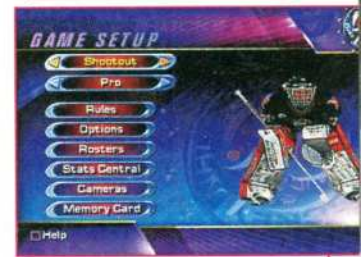 GAME SETUP
Shootout
Pro
Rules
Options
Rosters
Stats Central
Cameras
Memory Card
Help